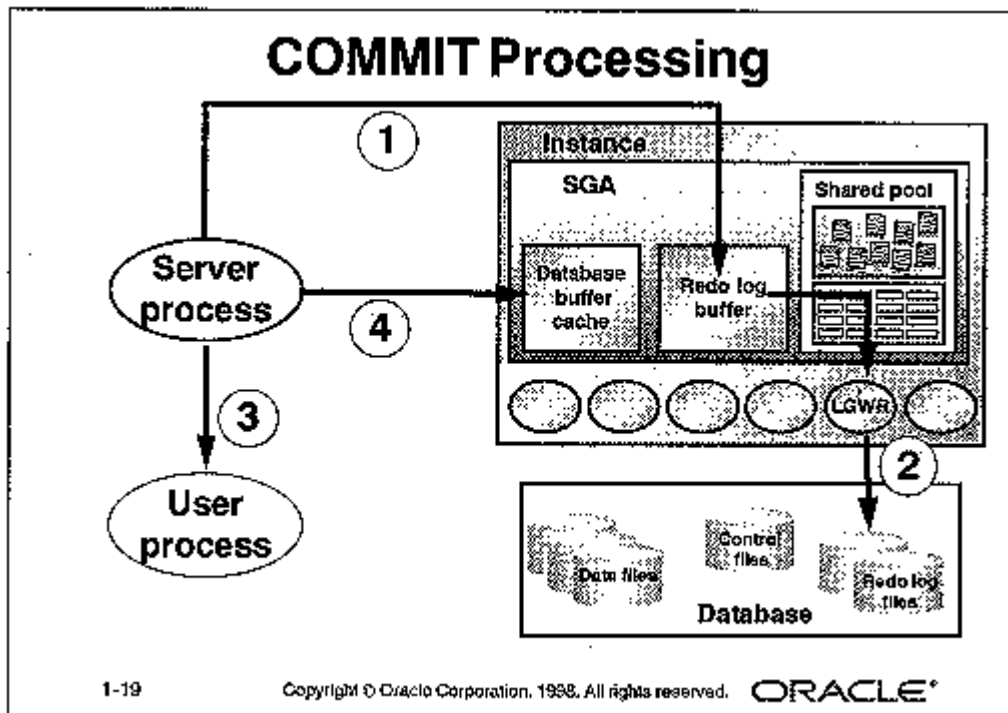 COMMIT Processing
1
Instance
SGA
Shared pool
Server
process
Database
buffer
cache
Redo log
buffer
4
3
LGWR
2
User
process
Data files
Control
files
Redo log
files
Database
1-19
Copyright © Oracle Corporation, 1998. All rights reserved.
ORACLE®